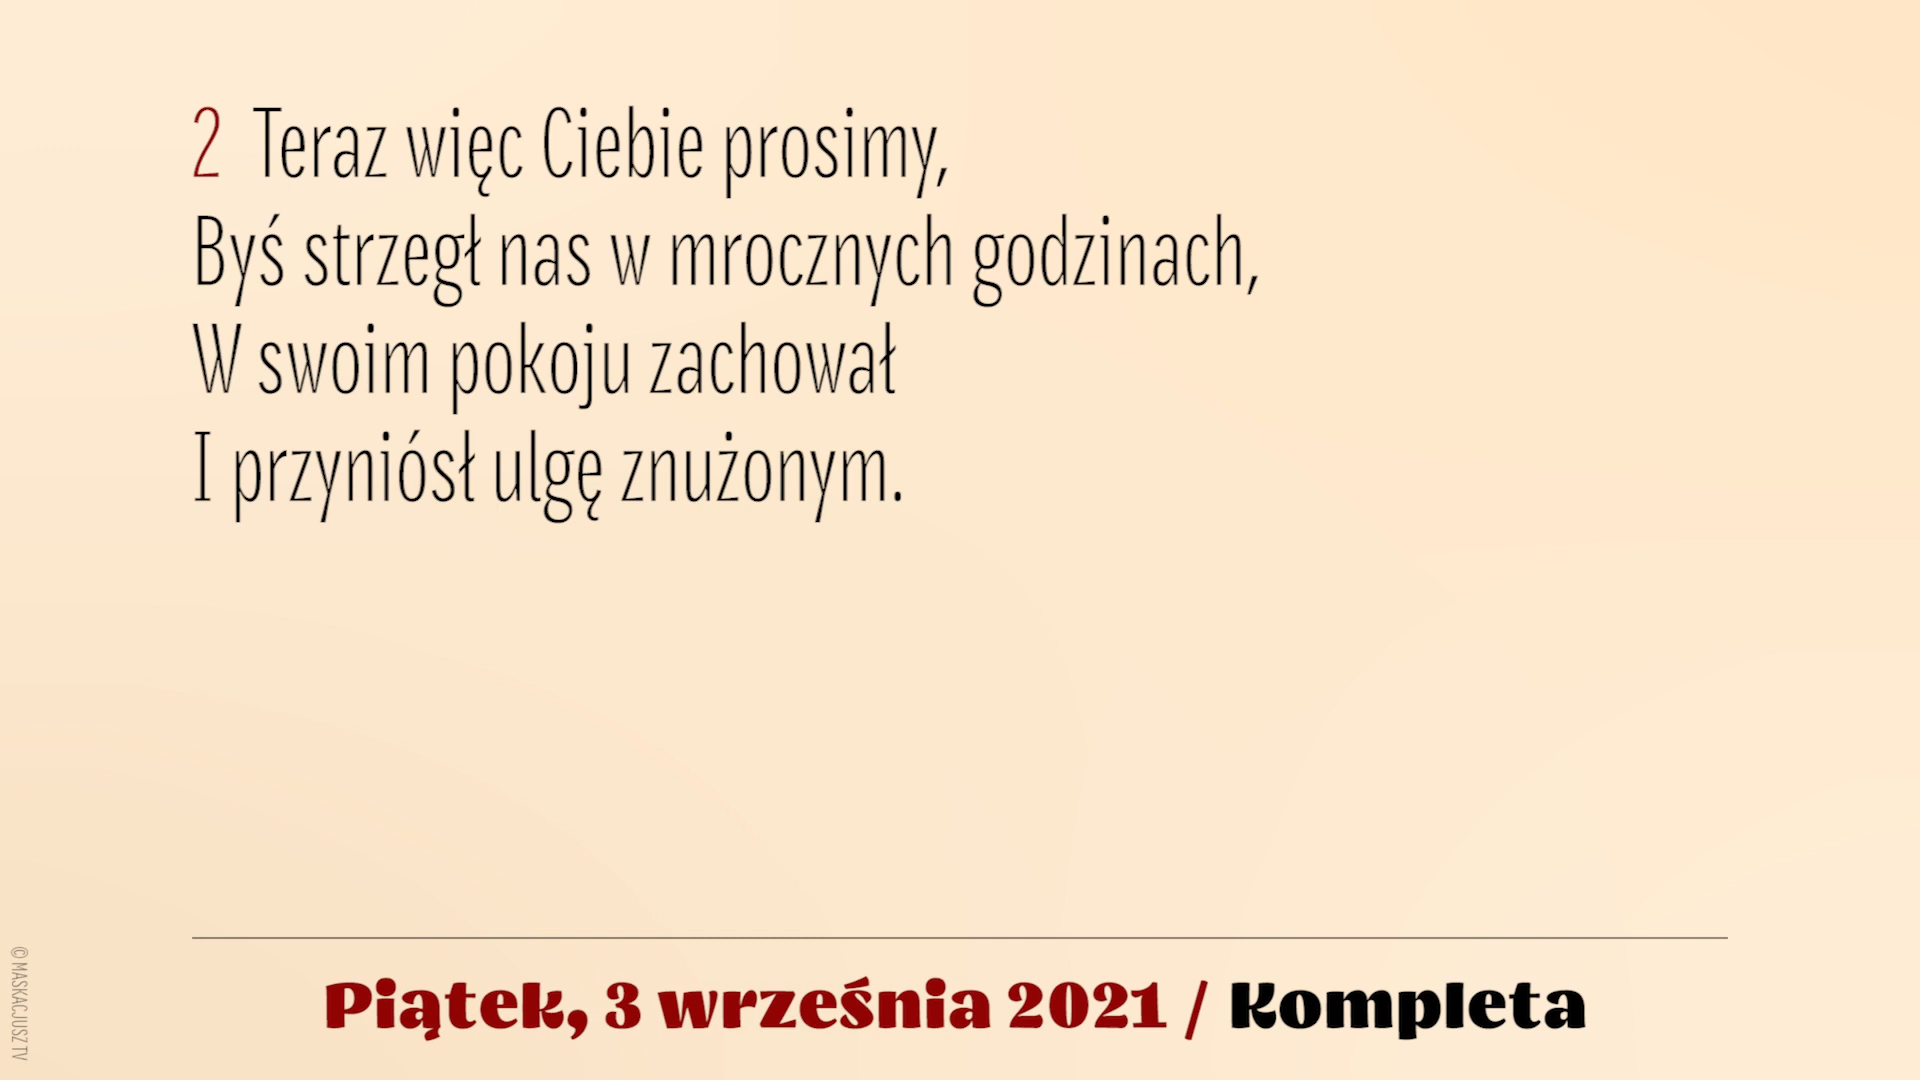 2 Teraz więc Ciebie prosimy,
Byś strzegł nas w mrocznych godzinach,
W swoim pokoju zachował
I przyniósł ulgę znużonym.
Piątek, 3 września 2021 / Kompleta
© MASKACJUSZ TV